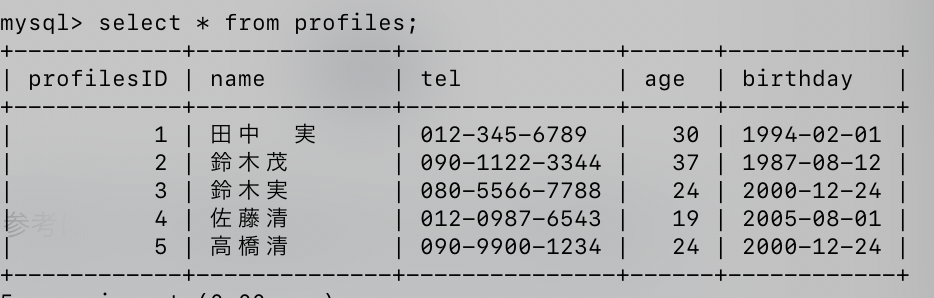 mysql> select * from profiles;
+------------+-------------+---------------+------+------------+
| profilesID | name        | tel           | age  | birthday   |
+------------+-------------+---------------+------+------------+
|          1 | 田中　実    | 012-345-6789  |   30 | 1994-02-01 |
|          2 | 鈴木茂      | 090-1122-3344 |   37 | 1987-08-12 |
|          3 | 鈴木実      | 080-5566-7788 |   24 | 2000-12-24 |
参考
|          4 | 佐藤清      | 012-0987-6543 |   19 | 2005-08-01 |
|          5 | 高橋清      | 090-9900-1234 |   24 | 2000-12-24 |
+------------+-------------+---------------+------+------------+